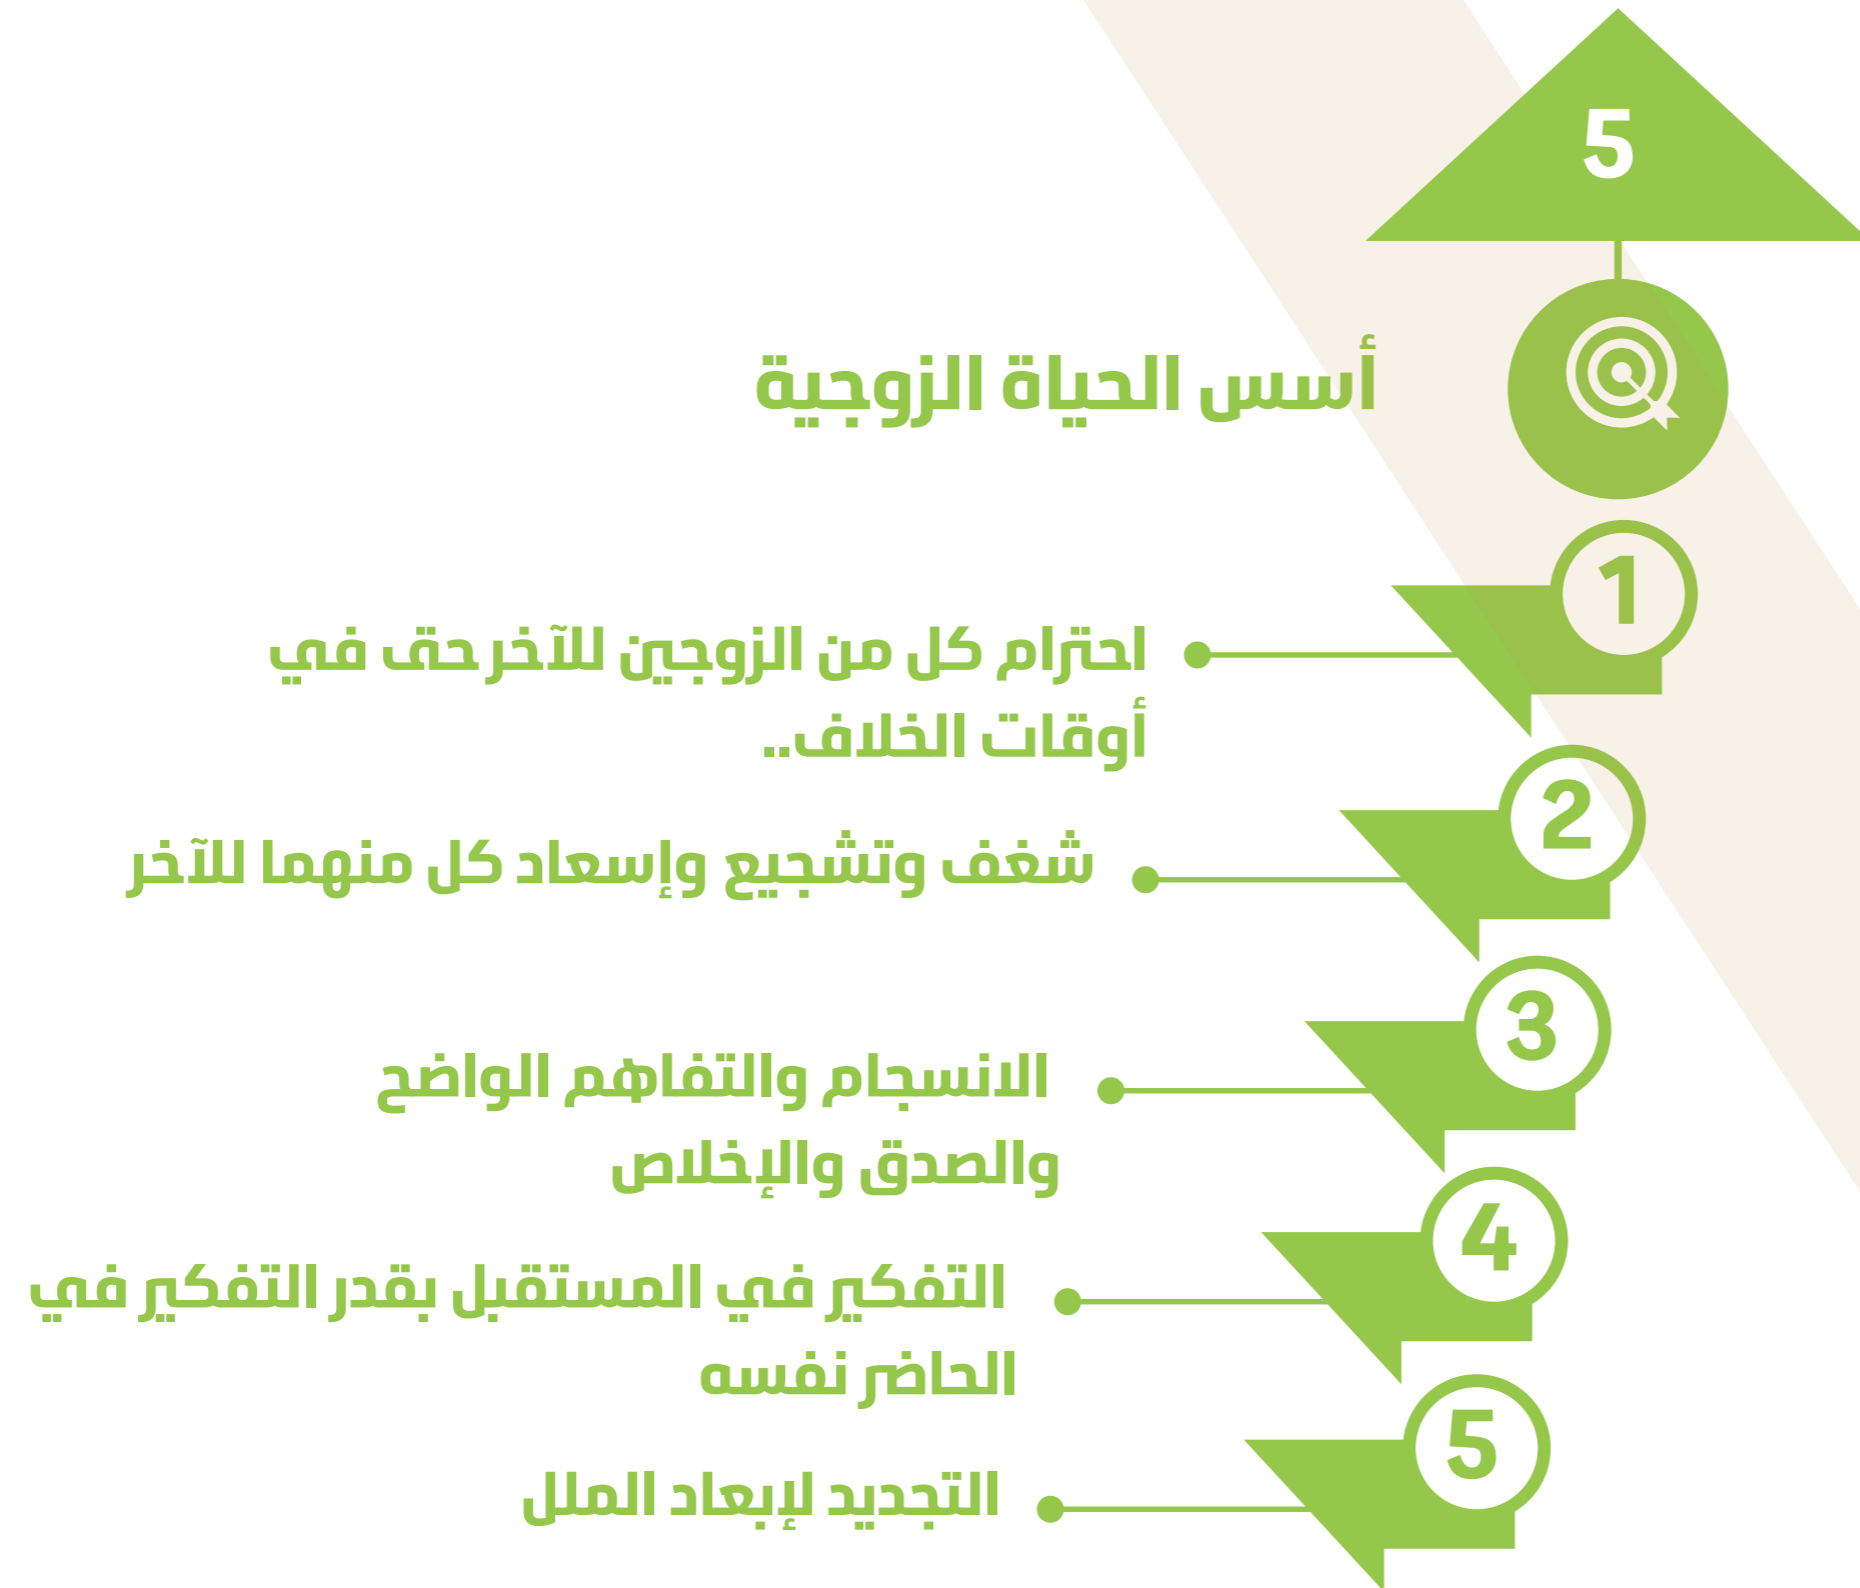 5
أسس الحياة الزوجية
1
احترام كل من الزوجين للآخر حق في
أوقات الخلاف..
2
شغف وتشجيع وإسعاد كل منهما للآخر
3
الانسجام والتفاهم الواضح
والصدق والإخلاص
4
التفكير في المستقبل بقدر التفكير في
الحاضر نفسه
5
التجديد لإبعاد الملل